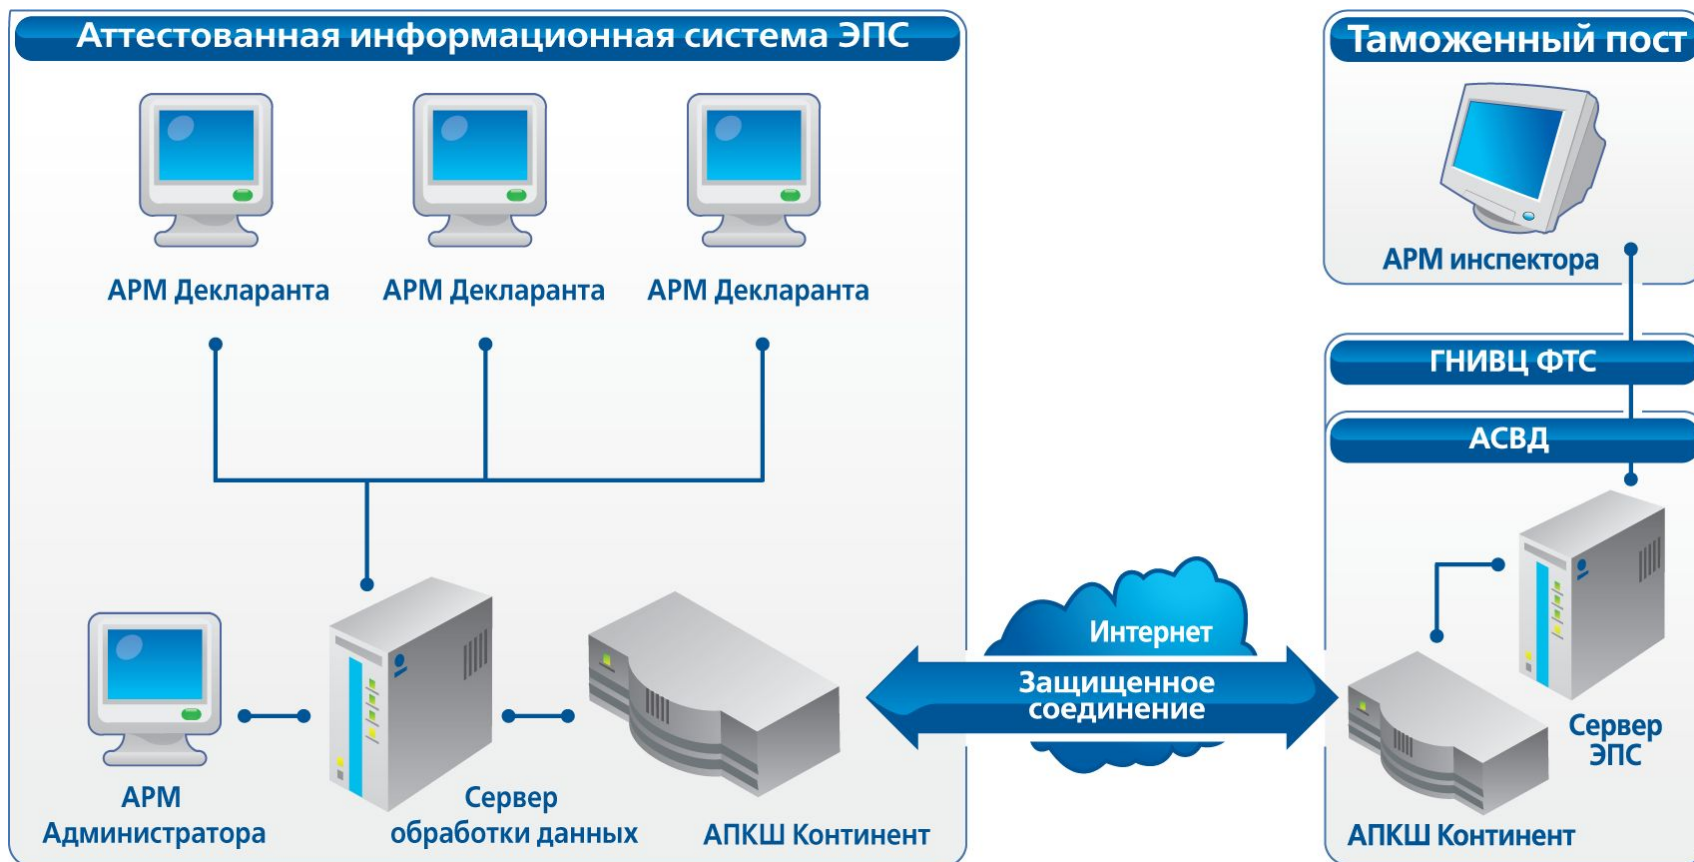 Аттестованная информационная система ЭПС
АРМ Декларанта
АРМ Декларанта
АРМ Декларанта
АРМ
Администратора
Сервер
обработки данных
АПКШ Континент
Интернет
Защищенное
соединение
Таможенный пост
АРМ инспектора
ГНИВЦ ФТС
АСВД
Сервер
ЭПС
АПКШ Континент